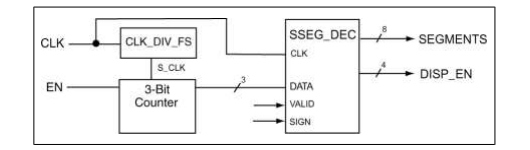 SSEG_DEC
8
CLK
CLK_DIV_FS
SEGMENTS
CLK
S_CLK
4
DISP_EN
EN
3-Bit
Counter
3
DATA
VALID
SIGN